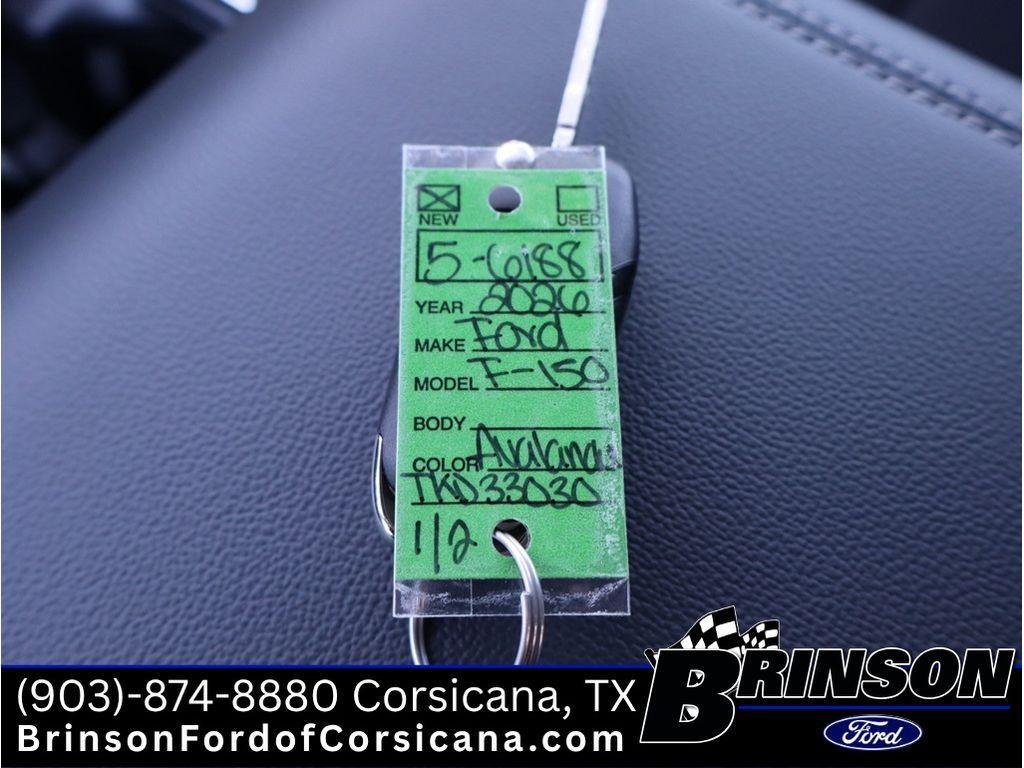 NEW USED
5-6188
YEAR 2026
MAKE Ford
MODEL F-150
BODY
COLOR
TKD33030
1/2
(903)-874-8880 Corsicana, TX
BrinsonFordofCorsicana.com
BRINSON
Ford